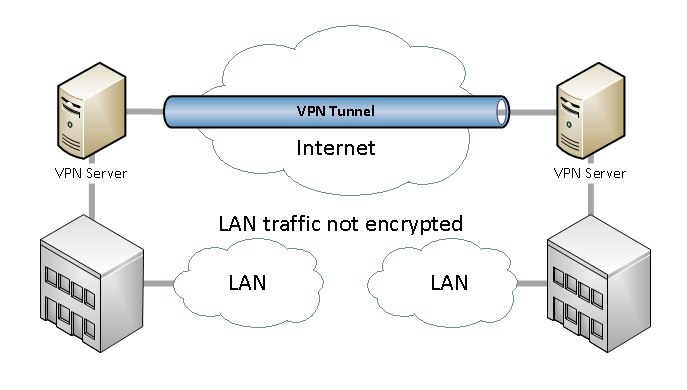 VPN Tunnel
Internet
VPN Server
VPN Server
LAN traffic not encrypted
LAN
LAN